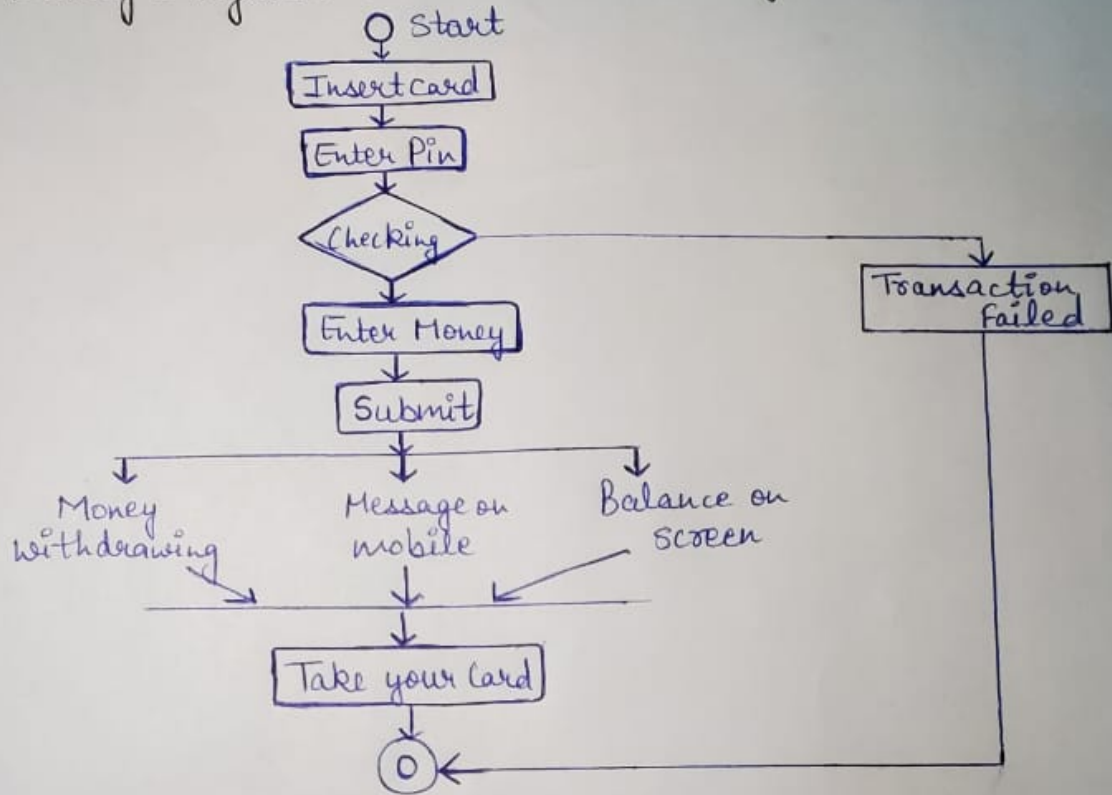 Start
Insert card
Enter Pin
Checking
Enter Money
Submit
Transaction
Failed
Money
withdrawing
Message on
mobile
Balance on
screen
Take your Card